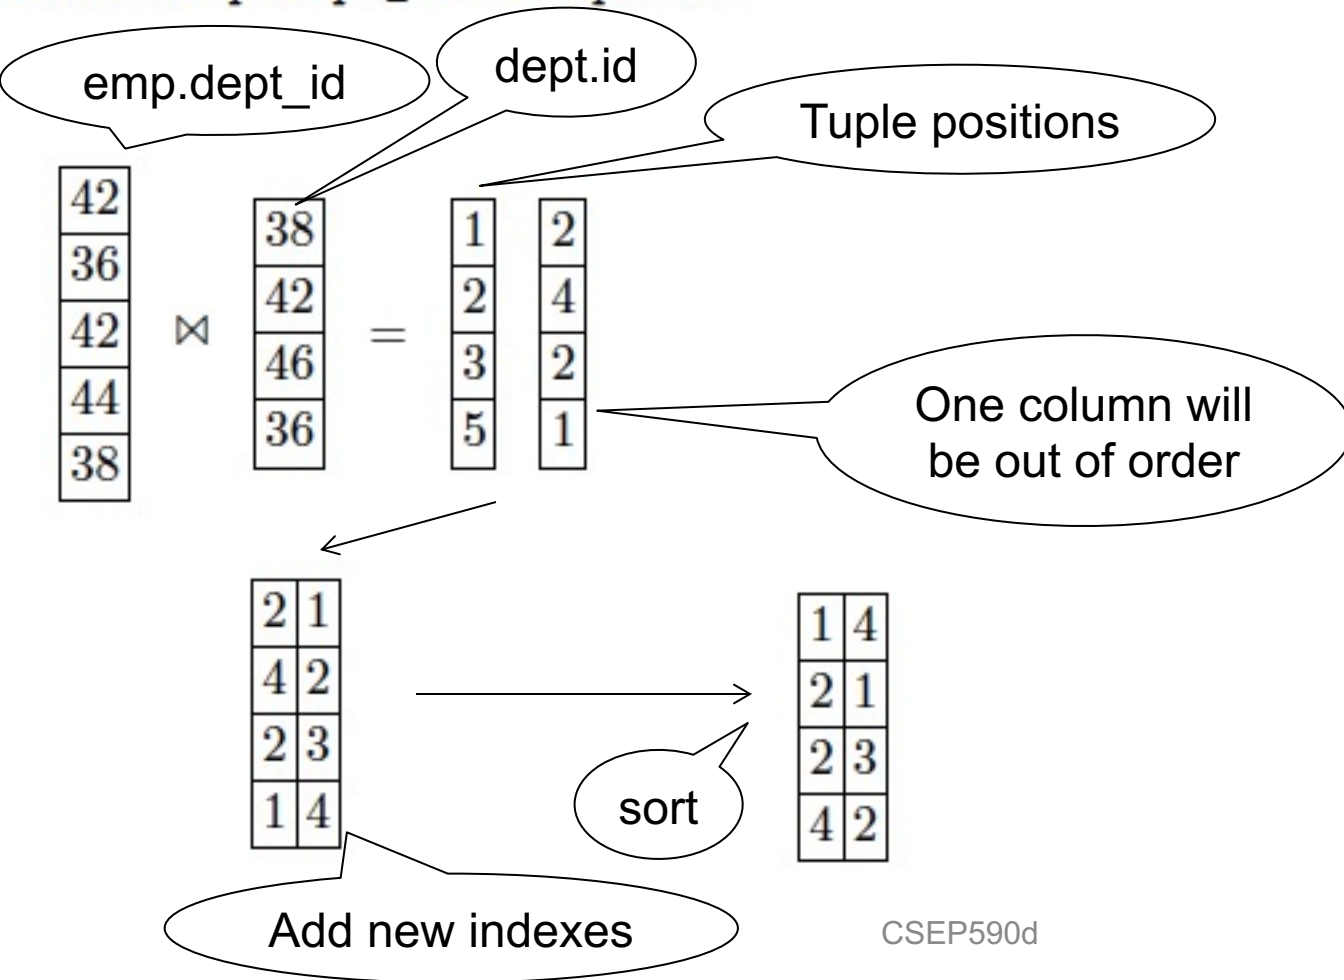 emp.dept_id
dept.id
Tuple positions
42
36
42
44
38
⋈
38
42
46
36
=
1 2
2 4
3 2
5 1
One column will
be out of order
2 1
4 2
2 3
1 4
sort
1 4
2 1
2 3
4 2
Add new indexes
CSEP590d